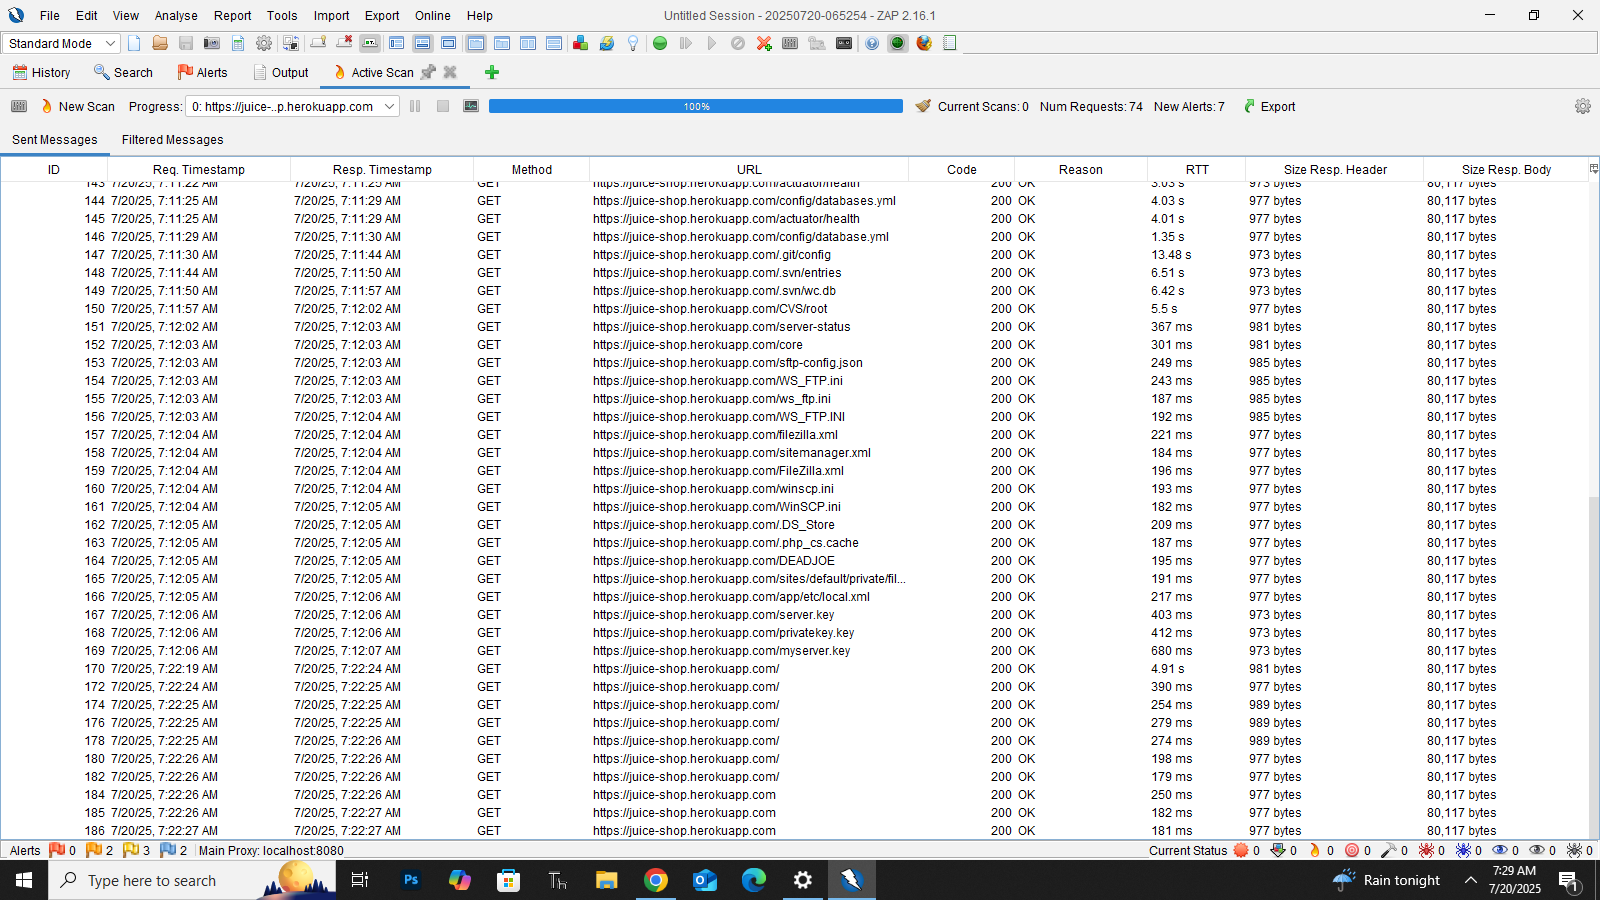 Untitled Session - 20250720-065254 - ZAP 2.16.1
File Edit View Analyse Report Tools Import Export Online Help
Standard Mode
History Search Alerts Output Active Scan
New Scan Progress: 0: https://juice-..p.herokuapp.com 100% Current Scans: 0 Num Requests: 74 New Alerts: 7 Export
Sent Messages Filtered Messages
ID Req. Timestamp Resp. Timestamp Method URL Code Reason RTT Size Resp. Header Size Resp. Body
143 7/20/25, 7:11:22 AM 7/20/25, 7:11:25 AM GET https://juice-shop.herokuapp.com/actuator/health 200 OK 3.03 s 973 bytes 80,117 bytes
144 7/20/25, 7:11:25 AM 7/20/25, 7:11:29 AM GET https://juice-shop.herokuapp.com/config/databases.yml 200 OK 4.03 s 977 bytes 80,117 bytes
145 7/20/25, 7:11:25 AM 7/20/25, 7:11:29 AM GET https://juice-shop.herokuapp.com/actuator/health 200 OK 4.01 s 977 bytes 80,117 bytes
146 7/20/25, 7:11:29 AM 7/20/25, 7:11:30 AM GET https://juice-shop.herokuapp.com/config/database.yml 200 OK 1.35 s 977 bytes 80,117 bytes
147 7/20/25, 7:11:30 AM 7/20/25, 7:11:44 AM GET https://juice-shop.herokuapp.com/.git/config 200 OK 13.48 s 973 bytes 80,117 bytes
148 7/20/25, 7:11:44 AM 7/20/25, 7:11:50 AM GET https://juice-shop.herokuapp.com/.svn/entries 200 OK 6.51 s 973 bytes 80,117 bytes
149 7/20/25, 7:11:50 AM 7/20/25, 7:11:57 AM GET https://juice-shop.herokuapp.com/.svn/wc.db 200 OK 6.42 s 973 bytes 80,117 bytes
150 7/20/25, 7:11:57 AM 7/20/25, 7:12:02 AM GET https://juice-shop.herokuapp.com/CVS/root 200 OK 5.5 s 977 bytes 80,117 bytes
151 7/20/25, 7:12:02 AM 7/20/25, 7:12:03 AM GET https://juice-shop.herokuapp.com/server-status 200 OK 367 ms 981 bytes 80,117 bytes
152 7/20/25, 7:12:03 AM 7/20/25, 7:12:03 AM GET https://juice-shop.herokuapp.com/core 200 OK 301 ms 981 bytes 80,117 bytes
153 7/20/25, 7:12:03 AM 7/20/25, 7:12:03 AM GET https://juice-shop.herokuapp.com/sftp-config.json 200 OK 249 ms 985 bytes 80,117 bytes
154 7/20/25, 7:12:03 AM 7/20/25, 7:12:03 AM GET https://juice-shop.herokuapp.com/WS_FTP.ini 200 OK 243 ms 985 bytes 80,117 bytes
155 7/20/25, 7:12:03 AM 7/20/25, 7:12:03 AM GET https://juice-shop.herokuapp.com/ws_ftp.ini 200 OK 187 ms 985 bytes 80,117 bytes
156 7/20/25, 7:12:03 AM 7/20/25, 7:12:04 AM GET https://juice-shop.herokuapp.com/WS_FTP.INI 200 OK 192 ms 985 bytes 80,117 bytes
157 7/20/25, 7:12:04 AM 7/20/25, 7:12:04 AM GET https://juice-shop.herokuapp.com/filezilla.xml 200 OK 221 ms 977 bytes 80,117 bytes
158 7/20/25, 7:12:04 AM 7/20/25, 7:12:04 AM GET https://juice-shop.herokuapp.com/sitemanager.xml 200 OK 184 ms 977 bytes 80,117 bytes
159 7/20/25, 7:12:04 AM 7/20/25, 7:12:04 AM GET https://juice-shop.herokuapp.com/FileZilla.xml 200 OK 196 ms 977 bytes 80,117 bytes
160 7/20/25, 7:12:04 AM 7/20/25, 7:12:04 AM GET https://juice-shop.herokuapp.com/winscp.ini 200 OK 193 ms 977 bytes 80,117 bytes
161 7/20/25, 7:12:04 AM 7/20/25, 7:12:05 AM GET https://juice-shop.herokuapp.com/WinSCP.ini 200 OK 182 ms 977 bytes 80,117 bytes
162 7/20/25, 7:12:05 AM 7/20/25, 7:12:05 AM GET https://juice-shop.herokuapp.com/.DS_Store 200 OK 209 ms 977 bytes 80,117 bytes
163 7/20/25, 7:12:05 AM 7/20/25, 7:12:05 AM GET https://juice-shop.herokuapp.com/.php_cs.cache 200 OK 187 ms 977 bytes 80,117 bytes
164 7/20/25, 7:12:05 AM 7/20/25, 7:12:05 AM GET https://juice-shop.herokuapp.com/DEADJOE 200 OK 195 ms 977 bytes 80,117 bytes
165 7/20/25, 7:12:05 AM 7/20/25, 7:12:05 AM GET https://juice-shop.herokuapp.com/sites/default/private/fil... 200 OK 191 ms 977 bytes 80,117 bytes
166 7/20/25, 7:12:05 AM 7/20/25, 7:12:06 AM GET https://juice-shop.herokuapp.com/app/etc/local.xml 200 OK 217 ms 977 bytes 80,117 bytes
167 7/20/25, 7:12:06 AM 7/20/25, 7:12:06 AM GET https://juice-shop.herokuapp.com/server.key 200 OK 403 ms 973 bytes 80,117 bytes
168 7/20/25, 7:12:06 AM 7/20/25, 7:12:06 AM GET https://juice-shop.herokuapp.com/privatekey.key 200 OK 412 ms 973 bytes 80,117 bytes
169 7/20/25, 7:12:06 AM 7/20/25, 7:12:07 AM GET https://juice-shop.herokuapp.com/myserver.key 200 OK 680 ms 973 bytes 80,117 bytes
170 7/20/25, 7:22:19 AM 7/20/25, 7:22:24 AM GET https://juice-shop.herokuapp.com/ 200 OK 4.91 s 981 bytes 80,117 bytes
172 7/20/25, 7:22:24 AM 7/20/25, 7:22:25 AM GET https://juice-shop.herokuapp.com/ 200 OK 390 ms 977 bytes 80,117 bytes
174 7/20/25, 7:22:25 AM 7/20/25, 7:22:25 AM GET https://juice-shop.herokuapp.com/ 200 OK 254 ms 989 bytes 80,117 bytes
176 7/20/25, 7:22:25 AM 7/20/25, 7:22:25 AM GET https://juice-shop.herokuapp.com/ 200 OK 279 ms 989 bytes 80,117 bytes
178 7/20/25, 7:22:25 AM 7/20/25, 7:22:26 AM GET https://juice-shop.herokuapp.com/ 200 OK 274 ms 989 bytes 80,117 bytes
180 7/20/25, 7:22:26 AM 7/20/25, 7:22:26 AM GET https://juice-shop.herokuapp.com/ 200 OK 198 ms 977 bytes 80,117 bytes
182 7/20/25, 7:22:26 AM 7/20/25, 7:22:26 AM GET https://juice-shop.herokuapp.com/ 200 OK 179 ms 977 bytes 80,117 bytes
184 7/20/25, 7:22:26 AM 7/20/25, 7:22:26 AM GET https://juice-shop.herokuapp.com 200 OK 250 ms 977 bytes 80,117 bytes
185 7/20/25, 7:22:26 AM 7/20/25, 7:22:27 AM GET https://juice-shop.herokuapp.com 200 OK 182 ms 977 bytes 80,117 bytes
186 7/20/25, 7:22:27 AM 7/20/25, 7:22:27 AM GET https://juice-shop.herokuapp.com 200 OK 181 ms 977 bytes 80,117 bytes
Alerts 0 2 3 2 Main Proxy: localhost:8080 Current Status 0 0 0 0 0 0 0 0 0 0
Type here to search Ps Rain tonight 7:29 AM
7/20/2025 1